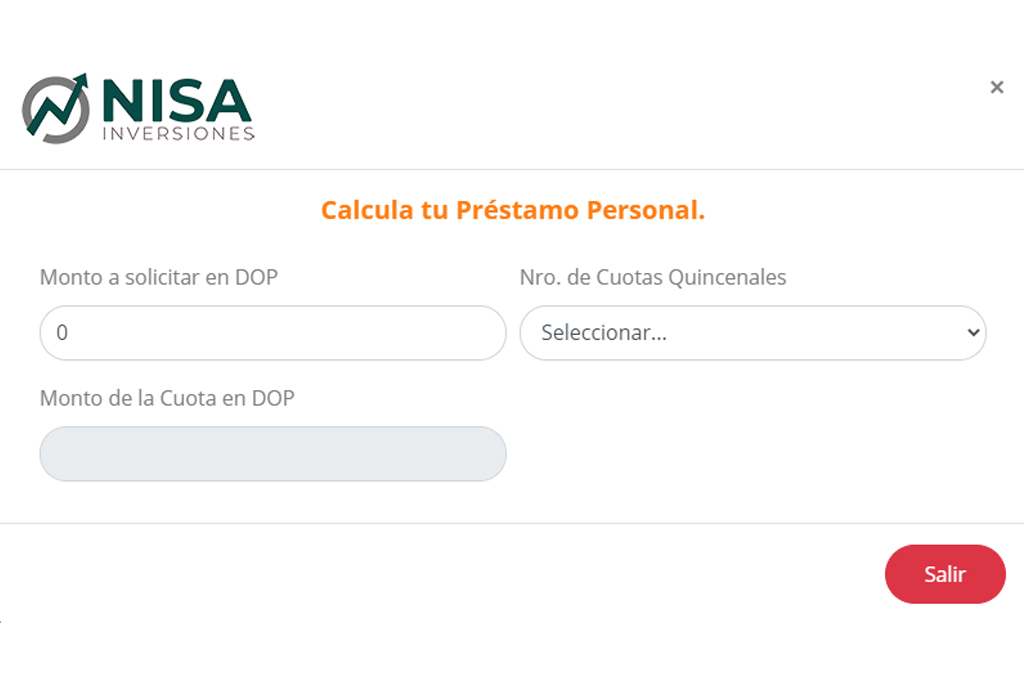 NISA
INVERSIONES
×
Calcula tu Préstamo Personal.
Monto a solicitar en DOP
Nro. de Cuotas Quincenales
0
Seleccionar...
Monto de la Cuota en DOP
Salir